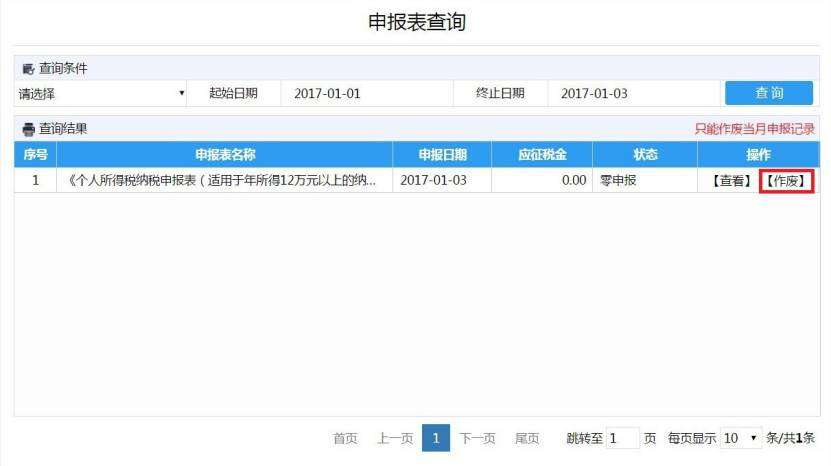 申报表查询
查询条件
请选择 起始日期 2017-01-01 终止日期 2017-01-03 查 询
查询结果 只能作废当月申报记录
序号 申报表名称 申报日期 应征税金 状态 操作
1 《个人所得税纳税申报表（适用于年所得12万元以上的纳... 2017-01-03 0.00 零申报 【查看】 【作废】
首页 上一页 1 下一页 尾页 跳转至 1 页 每页显示 10 条/共1条